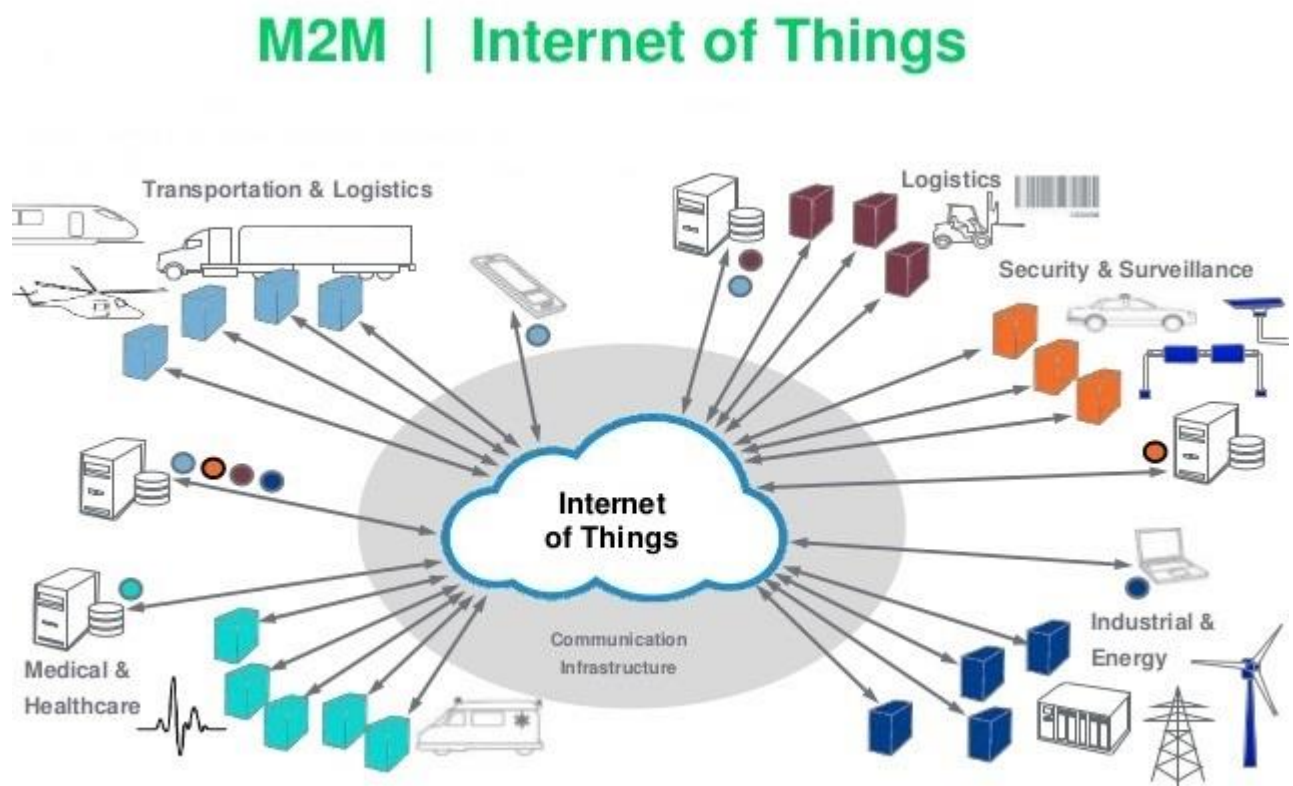 M2M | Internet of Things
Transportation & Logistics
Logistics
Security & Surveillance
Internet
of Things
Communication
Infrastructure
Medical &
Healthcare
Industrial &
Energy